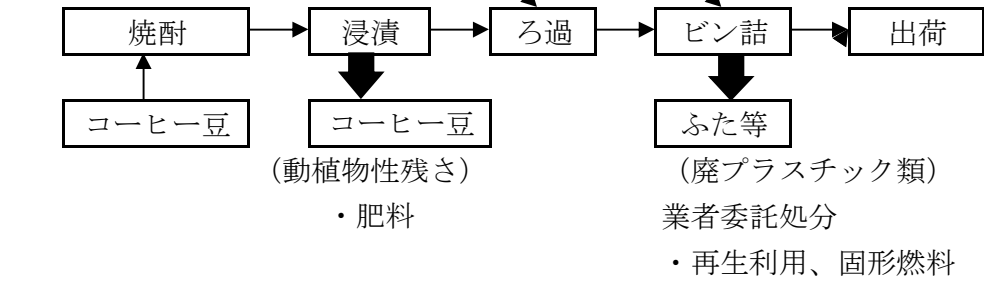 焼酎 浸漬 ろ過 ビン詰 出荷
コーヒー豆 コーヒー豆 ふた等
（動植物性残さ） （廃プラスチック類）
・肥料 業者委託処分
・再生利用、固形燃料